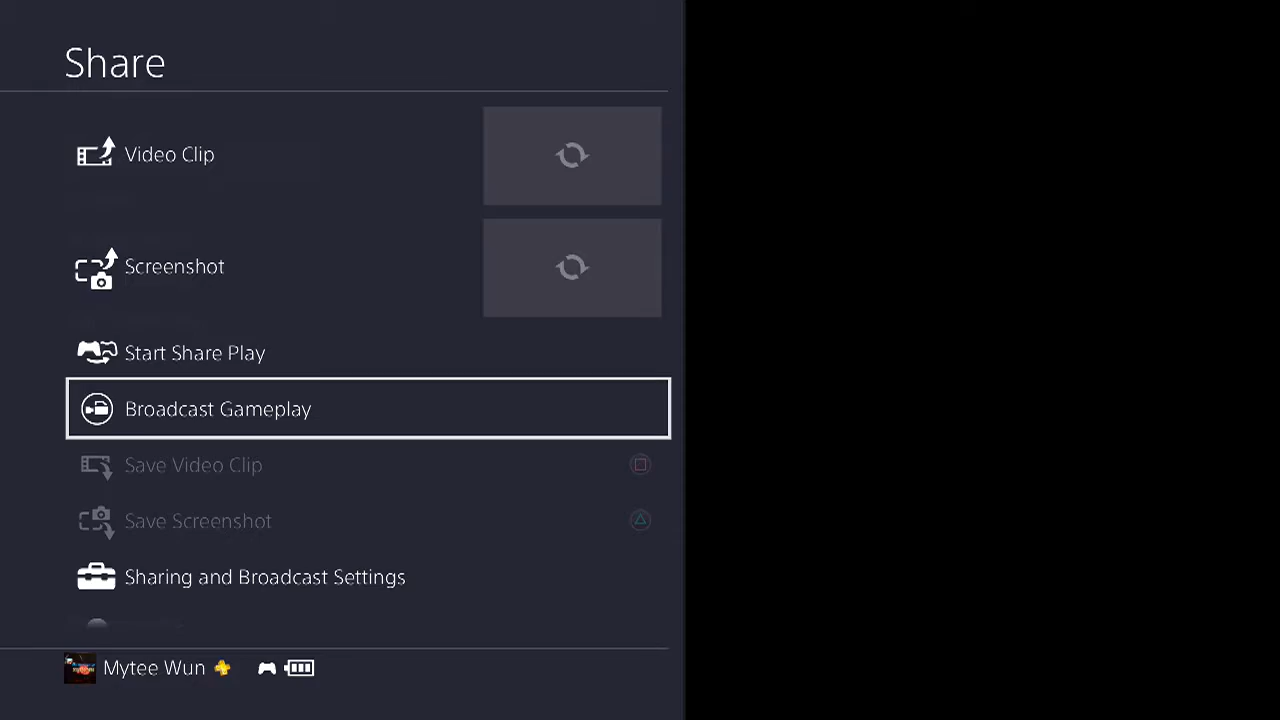 Share
Video Clip
Screenshot
Start Share Play
Broadcast Gameplay
Save Video Clip
Save Screenshot
Sharing and Broadcast Settings
Mytee Wun